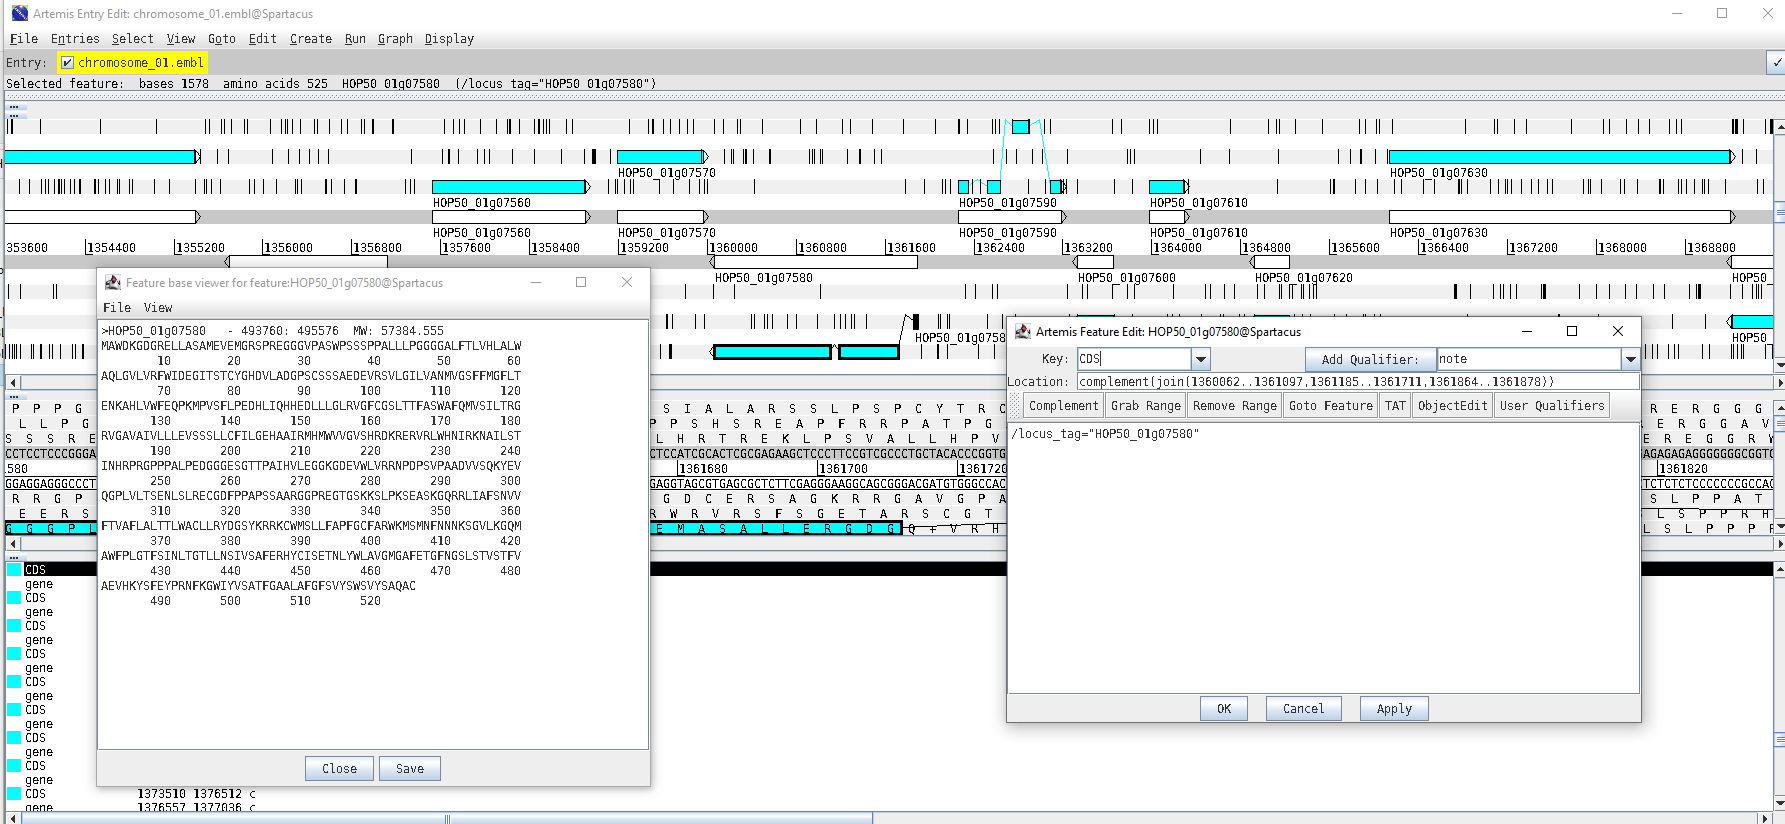 Artemis Entry Edit: chromosome_01.embl@Spartacus
File Entries Select View Goto Edit Create Run Graph Display
Entry: chromosome_01.embl
Selected feature: bases 1578 amino acids 525 HOP50_01g07580 (/locus_tag="HOP50_01g07580")
HOP50_01g07570 HOP50_01g07630
HOP50_01g07560 HOP50_01g07590 HOP50_01g07610
HOP50_01g07560 HOP50_01g07570 HOP50_01g07590 HOP50_01g07610 HOP50_01g07630
353600 1354400 1355200 1356000 1356800 1357600 1358400 1359200 1360000 1360800 1361600 1362400 1363200 1364000 1364800 1365600 1366400 1367200 1368000 1368800
HOP50_01g07580 HOP50_01g07600 HOP50_01g07620 HOP50_
HOP50_01g0758
HOP50_
Feature base viewer for feature:HOP50_01g07580@Spartacus
File View
>HOP50_01g07580 - 493760: 495576 MW: 57384.555
MAWDKGDGRELLASAMEVEMGRSPREGGGVPASWPSSSPPALLLPGGGGALFTLVHLALW
10 20 30 40 50 60
AQLGVLVRFWIDEGITSTCYGHDVLADGPSCSSSAEDEVRSVLGILVANMVGSFFMGFLT
70 80 90 100 110 120
ENKAHLVWFEQPKMPVSFLPEDHLIQHHEDLLLGLRVGFCGSLTTFASWAFQMVSILTRG
130 140 150 160 170 180
RVGAVAIVLLLEVSSSLLCFILGEHAAIRMHMWVVGVSHRDKRERVRLWHNIRKNAILST
190 200 210 220 230 240
INHRPRGPPPALPEDGGGESGTTPAIHVLEGGKGDEVWLVRRNPDPSVPAADVVSQKYEV
250 260 270 280 290 300
QGPLVLTSENLSLRECGDFPPAPSSAARGGPREGTGSKKSLPKSEASKGQRRLIAFSNVV
310 320 330 340 350 360
FTVAFLALTTLWACLLRYDGSYKRRKCWMSLLFAPFGCFARWKMSMNFNNNKSGVLKGQM
370 380 390 400 410 420
AWFPLGTFSINLTGTLLNSIVSAFERHYCISETNLYWLAVGMGAFETGFNGSLSTVSTFV
430 440 450 460 470 480
AEVHKYSFEYPRNFKGWIYVSATFGAALAFGFSVYSWSVYSAQAC
490 500 510 520
Close Save
Artemis Feature Edit: HOP50_01g07580@Spartacus
Key: CDS Add Qualifier: note
Location: complement(join(1360062..1361097,1361185..1361711,1361864..1361878))
Complement Grab Range Remove Range Goto Feature TAT ObjectEdit User Qualifiers
/locus_tag="HOP50_01g07580"
OK Cancel Apply
P P P G S I A L A R S S L P S P C Y T R C R E R G G G
L L P G P P S H S R E A P F R R P A T P G E R G G A V
S S S R E L H R T R E K L P S V A L L H P V E R E G G R W
CCTCCTCCCGGGA CTCCATCGCACTCGCGAGAAGCTCCCTTCCGTCGCCCTGCTACACCCGGTG AGAGAGAGGGGGGGCGGTG
.580 1361680 1361700 1361720 1361820
GGAGGAGGGCCCT GAGGTAGCGTGAGCGCTCTTCGAGGGAAGGCAGCGGGACGATGTGGGCCAC TCTCTCTCCCCCCCGCCAC
R R G P G D C E R S A G K R R G A V G P A S L P P A T
E E R S W R V R S F S G E T A R S C G T L S P P R H
G G G P L E M A S A L L E R G D G Q + V R H L S L P P P R
CDS
gene
CDS
gene
CDS
gene
CDS
gene
CDS
CDS
gene
CDS
gene
CDS
gene
CDS
gene
CDS 1373510 1376512 c
gene 1376557 1377036 c